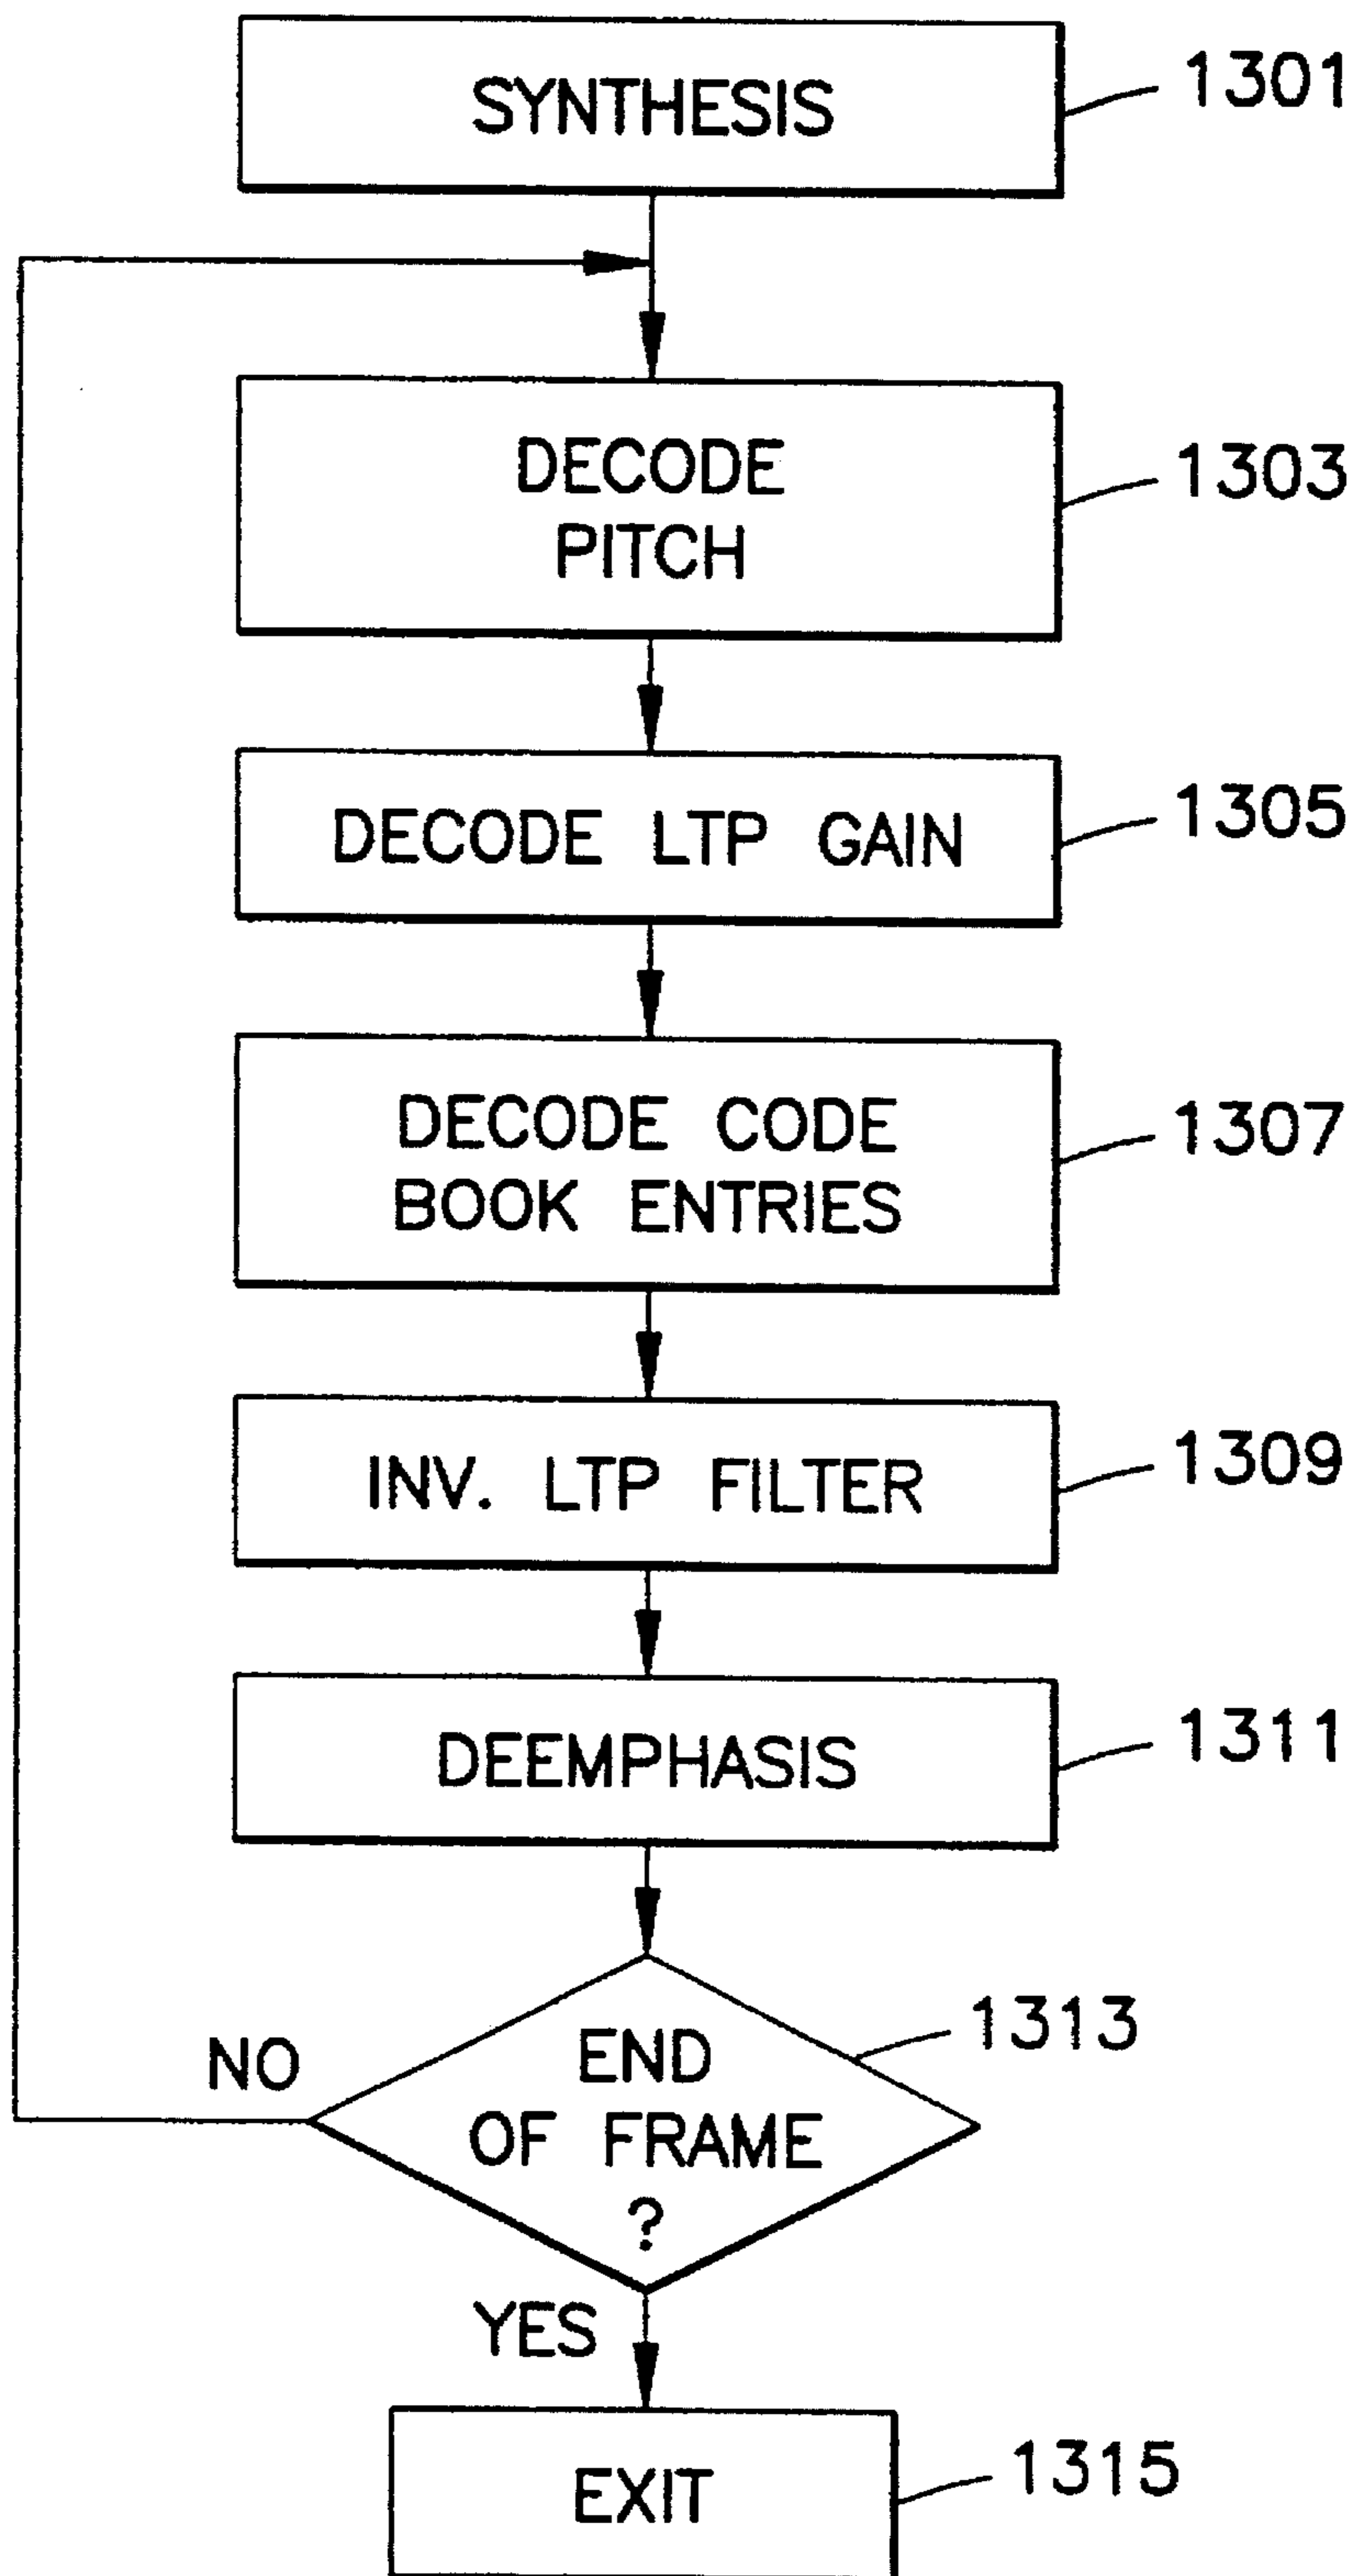 SYNTHESIS
1301
DECODE
PITCH
1303
DECODE LTP GAIN
1305
DECODE CODE
BOOK ENTRIES
1307
INV. LTP FILTER
1309
DEEMPHASIS
1311
END
OF FRAME
?
1313
NO
YES
EXIT
1315